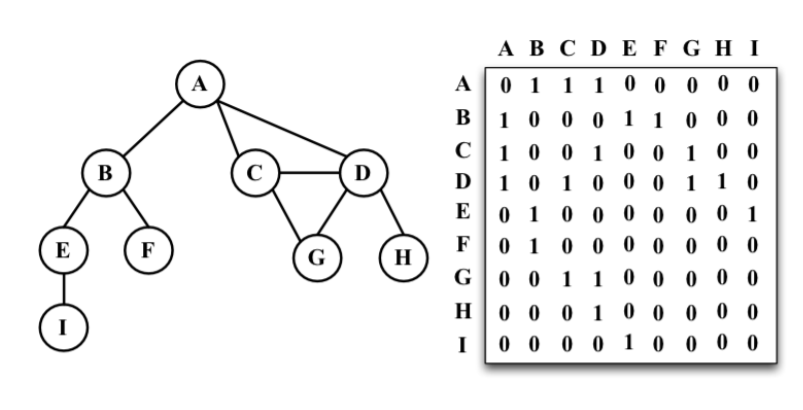 A
B
C
D
E
F
G
H
I
A B C D E F G H I
A 0 1 1 1 0 0 0 0 0
B 1 0 0 0 1 1 0 0 0
C 1 0 0 1 0 0 1 0 0
D 1 0 1 0 0 0 1 1 0
E 0 1 0 0 0 0 0 0 1
F 0 1 0 0 0 0 0 0 0
G 0 0 1 1 0 0 0 0 0
H 0 0 0 1 0 0 0 0 0
I 0 0 0 0 1 0 0 0 0